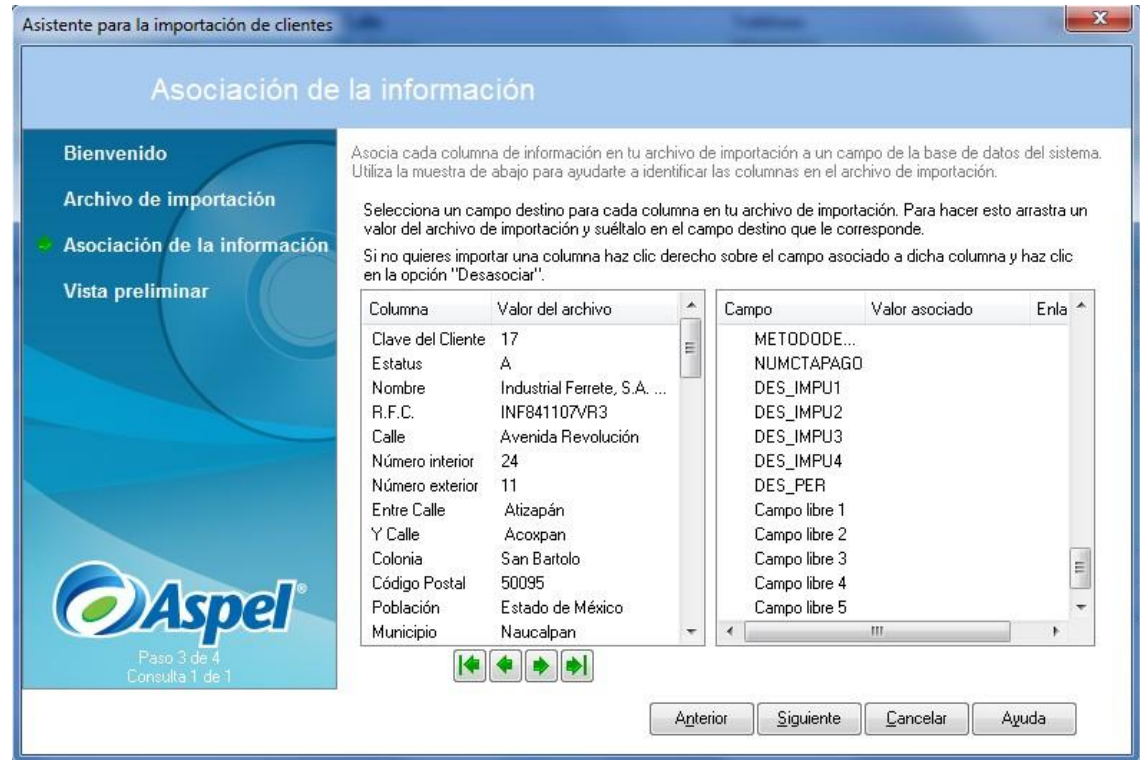 Asistente para la importación de clientes
Asociación de la información
Bienvenido
Archivo de importación
Asociación de la información
Vista preliminar
Aspel®
Paso 3 de 4
Consulta 1 de 1
Asocia cada columna de información en tu archivo de importación a un campo de la base de datos del sistema.
Utiliza la muestra de abajo para ayudarte a identificar las columnas en el archivo de importación.
Selecciona un campo destino para cada columna en tu archivo de importación. Para hacer esto arrastra un
valor del archivo de importación y suéltalo en el campo destino que le corresponde.
Si no quieres importar una columna haz clic derecho sobre el campo asociado a dicha columna y haz clic
en la opción "Desasociar".
Columna Valor del archivo
Clave del Cliente 17
Estatus A
Nombre Industrial Ferrete, S.A. ...
R.F.C. INF841107VR3
Calle Avenida Revolución
Número interior 24
Número exterior 11
Entre Calle Atizapán
Y Calle Acoxpan
Colonia San Bartolo
Código Postal 50095
Población Estado de México
Municipio Naucalpan
Campo Valor asociado Enla
METODODE...
NUMCTAPAGO
DES_IMPU1
DES_IMPU2
DES_IMPU3
DES_IMPU4
DES_PER
Campo libre 1
Campo libre 2
Campo libre 3
Campo libre 4
Campo libre 5
Anterior Siguiente Cancelar Ayuda